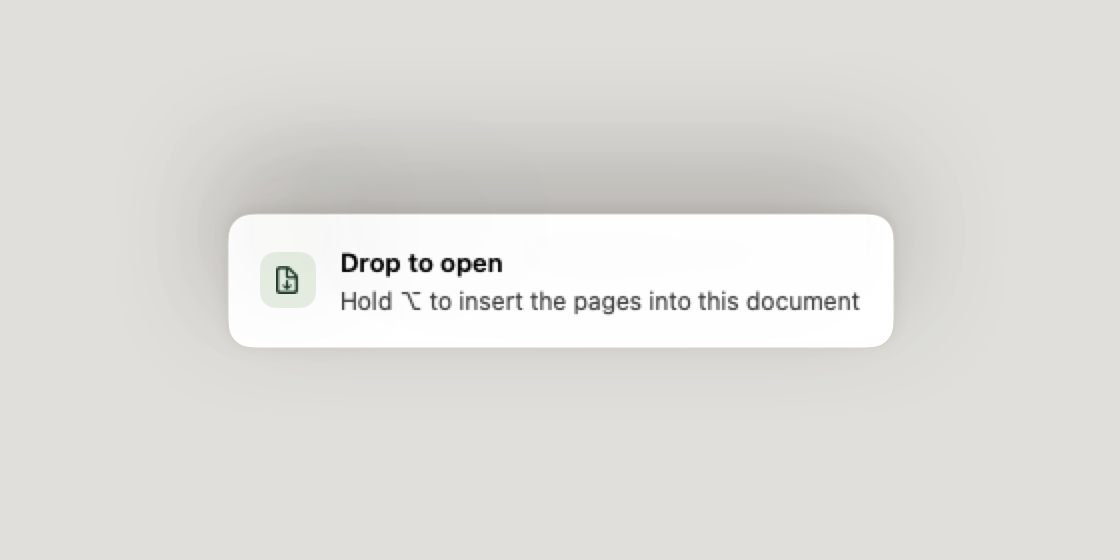 Drop to open
Hold ⌥ to insert the pages into this document